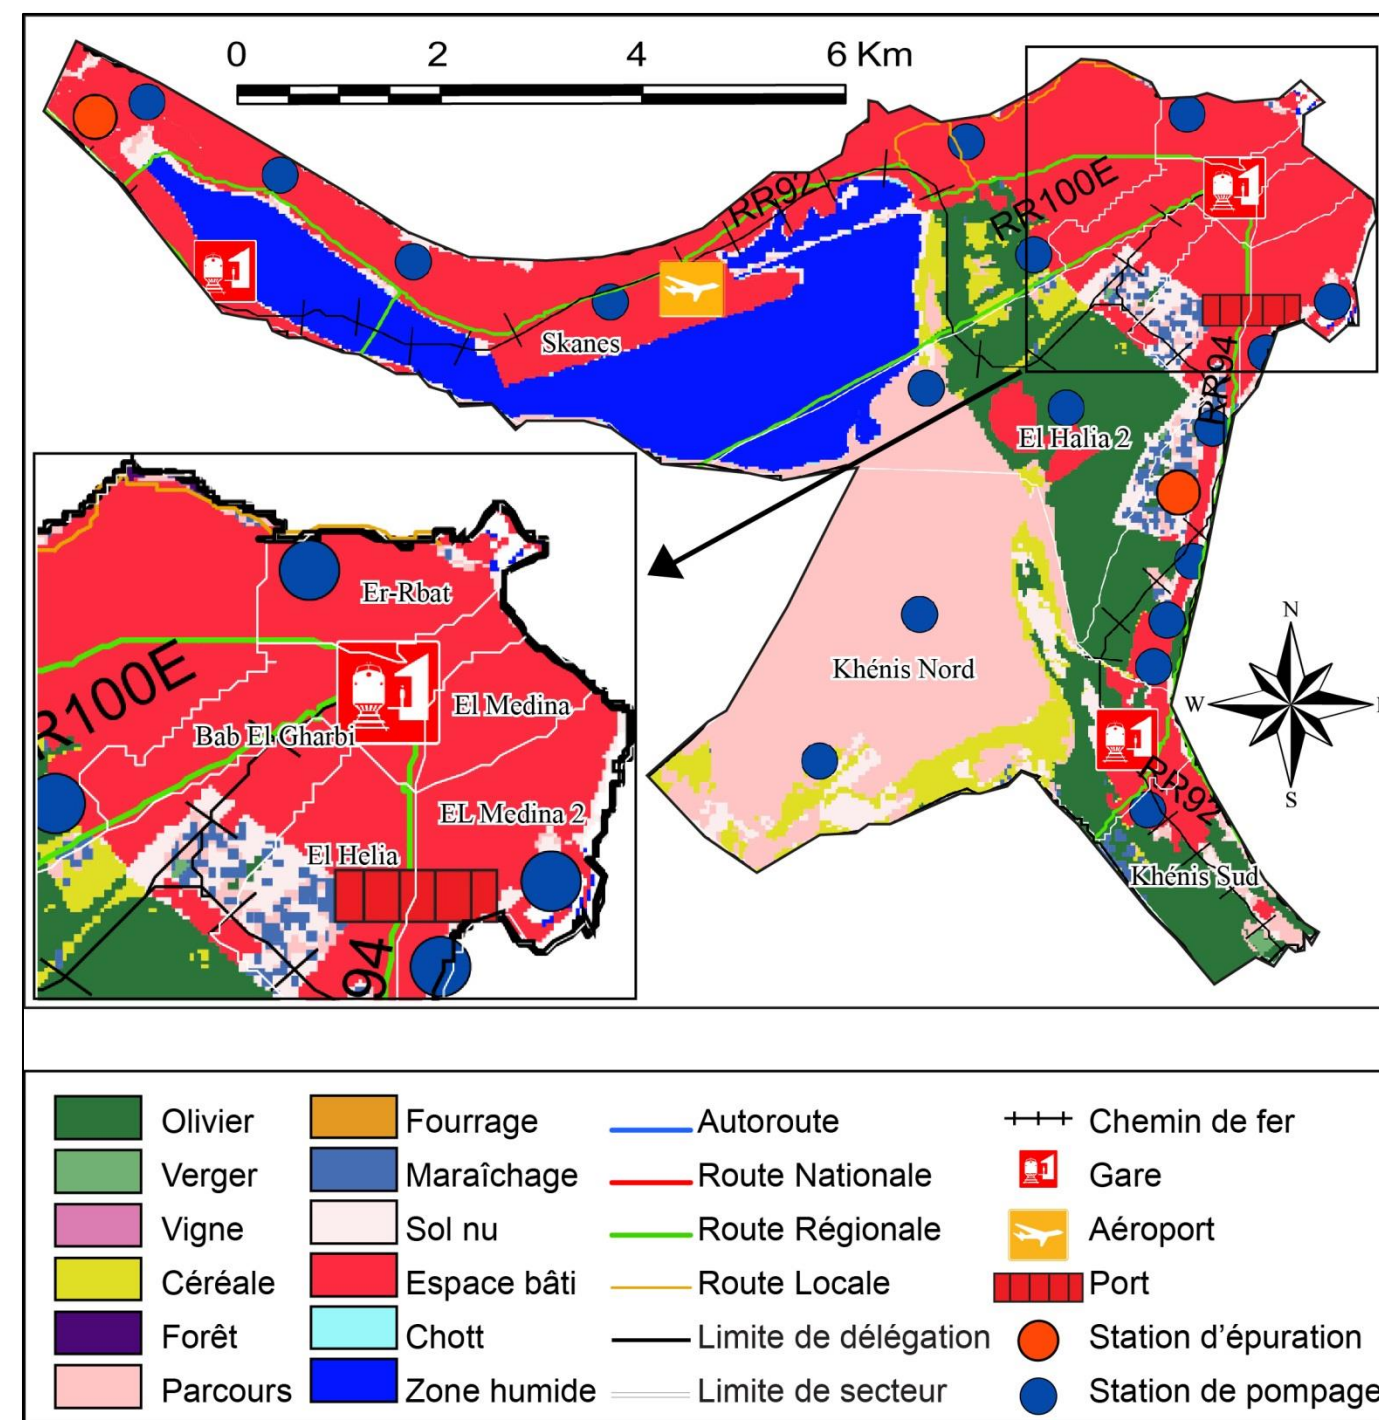 0 2 4 6 Km
RR92
RR100E
Skanes
RR94
El Halia 2
Er-Rbat
R100E
El Medina
Bab El Gharbi
EL Medina 2
El Helia
94
Khénis Nord
RR92
Khénis Sud
N
W
S
Olivier Fourrage Autoroute Chemin de fer
Verger Maraîchage Route Nationale Gare
Vigne Sol nu Route Régionale Aéroport
Céréale Espace bâti Route Locale Port
Forêt Chott Limite de délégation Station d’épuration
Parcours Zone humide Limite de secteur Station de pompage